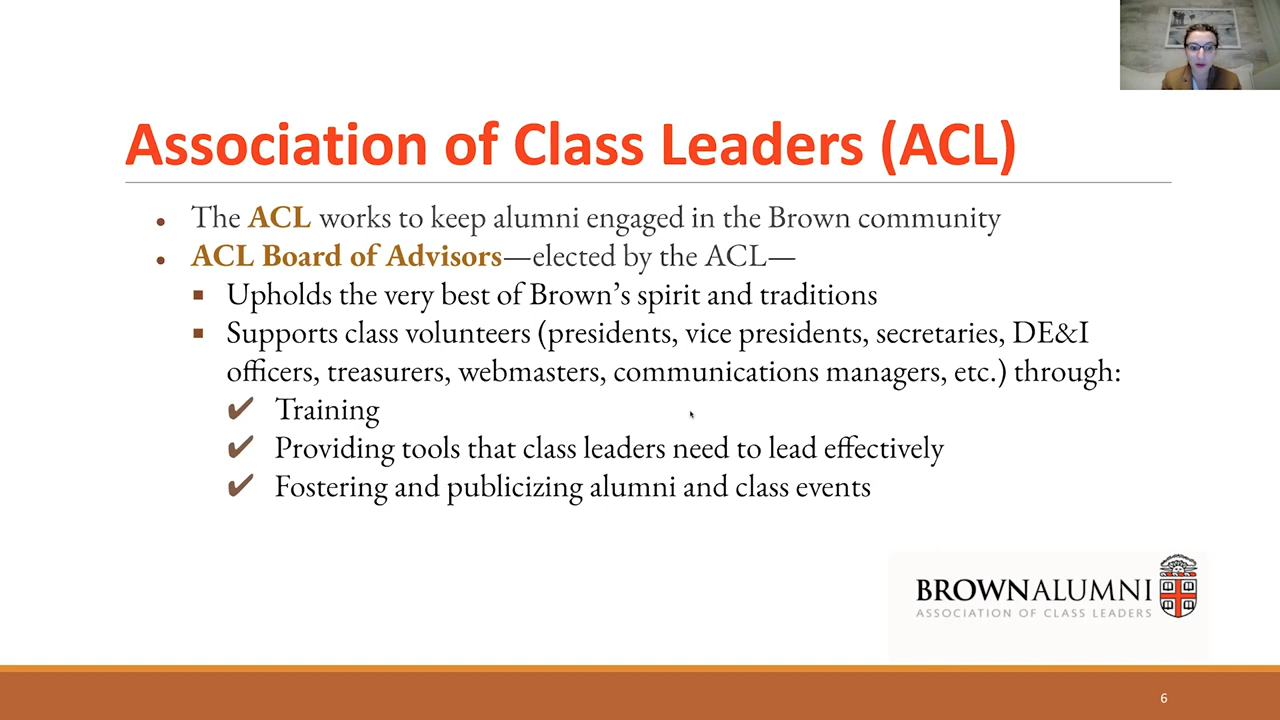 Association of Class Leaders (ACL)
The ACL works to keep alumni engaged in the Brown community
ACL Board of Advisors—elected by the ACL—
Upholds the very best of Brown’s spirit and traditions
Supports class volunteers (presidents, vice presidents, secretaries, DE&I
officers, treasurers, webmasters, communications managers, etc.) through:
Training
Providing tools that class leaders need to lead effectively
Fostering and publicizing alumni and class events
BROWNALUMNI
ASSOCIATION OF CLASS LEADERS
6